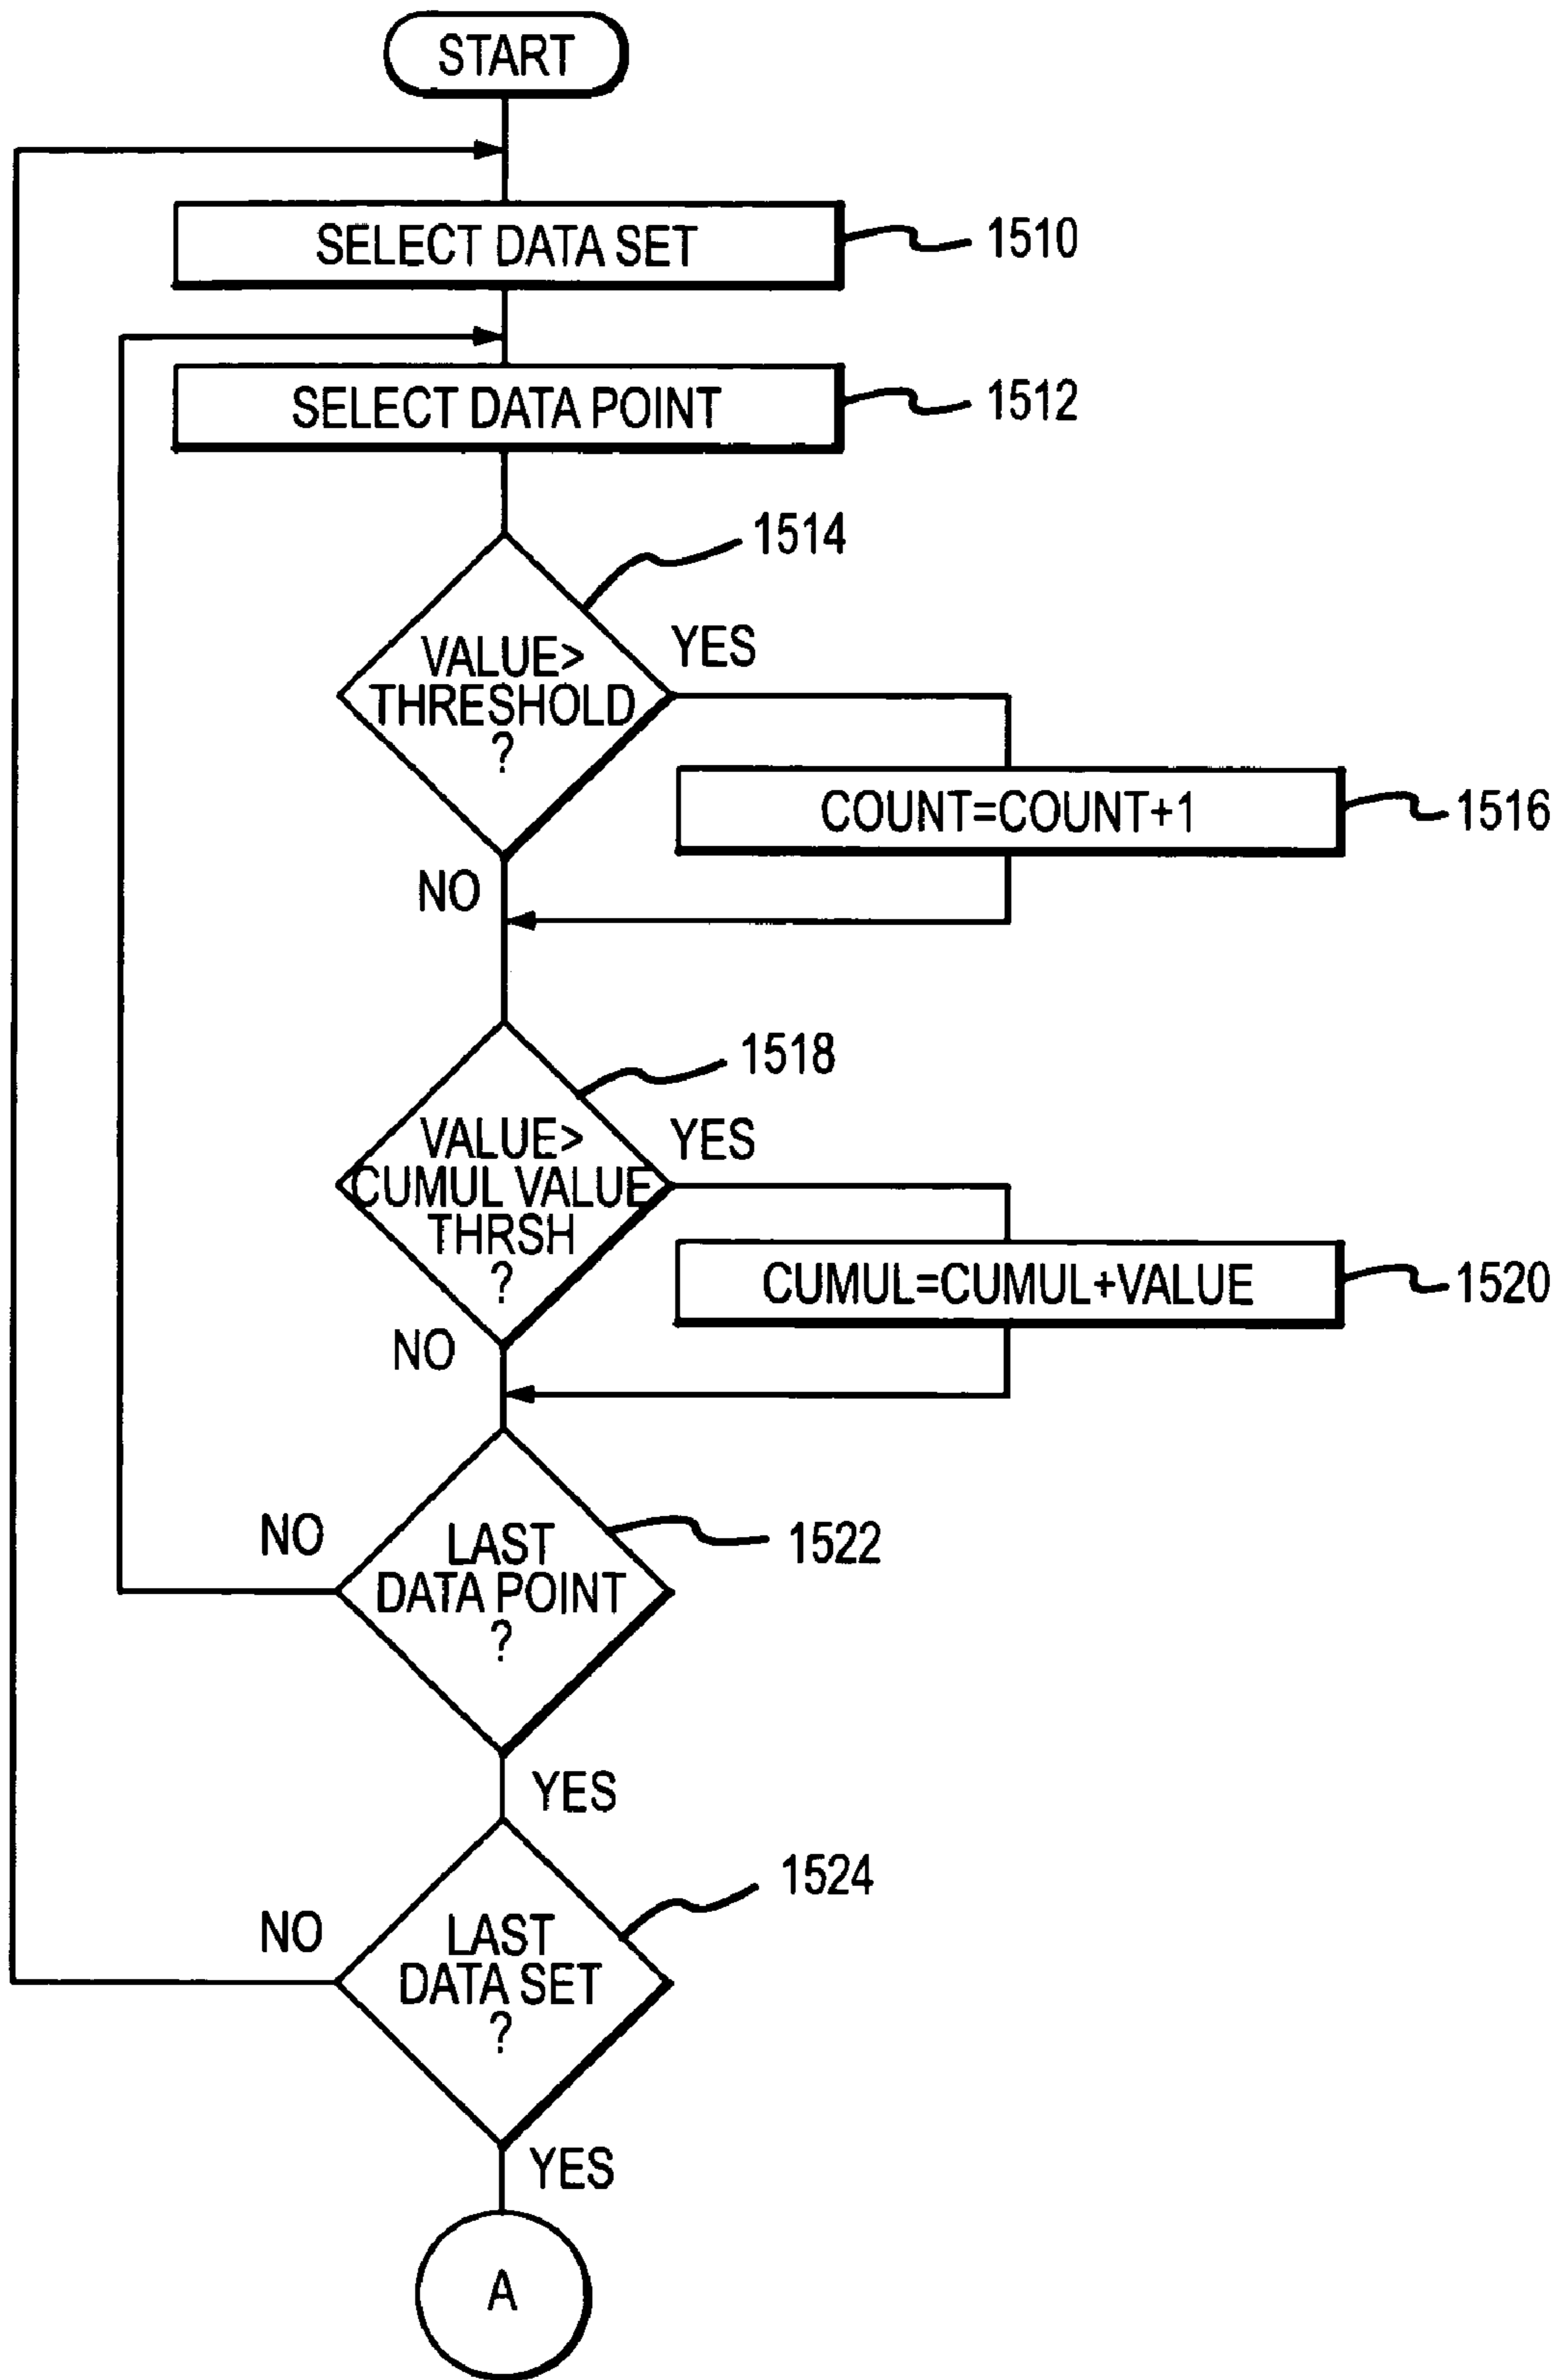 START
SELECT DATA SET
1510
SELECT DATA POINT
1512
1514
VALUE>
THRESHOLD
?
YES
COUNT=COUNT+1
1516
NO
1518
VALUE>
CUMUL VALUE
THRSH
?
YES
CUMUL=CUMUL+VALUE
1520
NO
1522
LAST
DATA POINT
?
NO
YES
1524
LAST
DATA SET
?
NO
YES
A